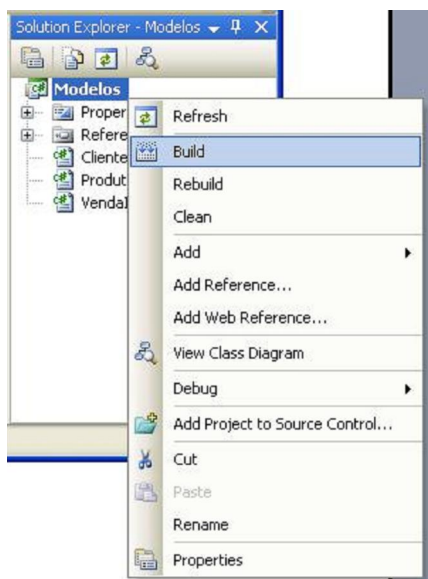 Solution Explorer - Modelos
Modelos
Proper
Refere
Cliente
Produt
VendaI
Refresh
Build
Rebuild
Clean
Add
Add Reference...
Add Web Reference...
View Class Diagram
Debug
Add Project to Source Control...
Cut
Paste
Rename
Properties